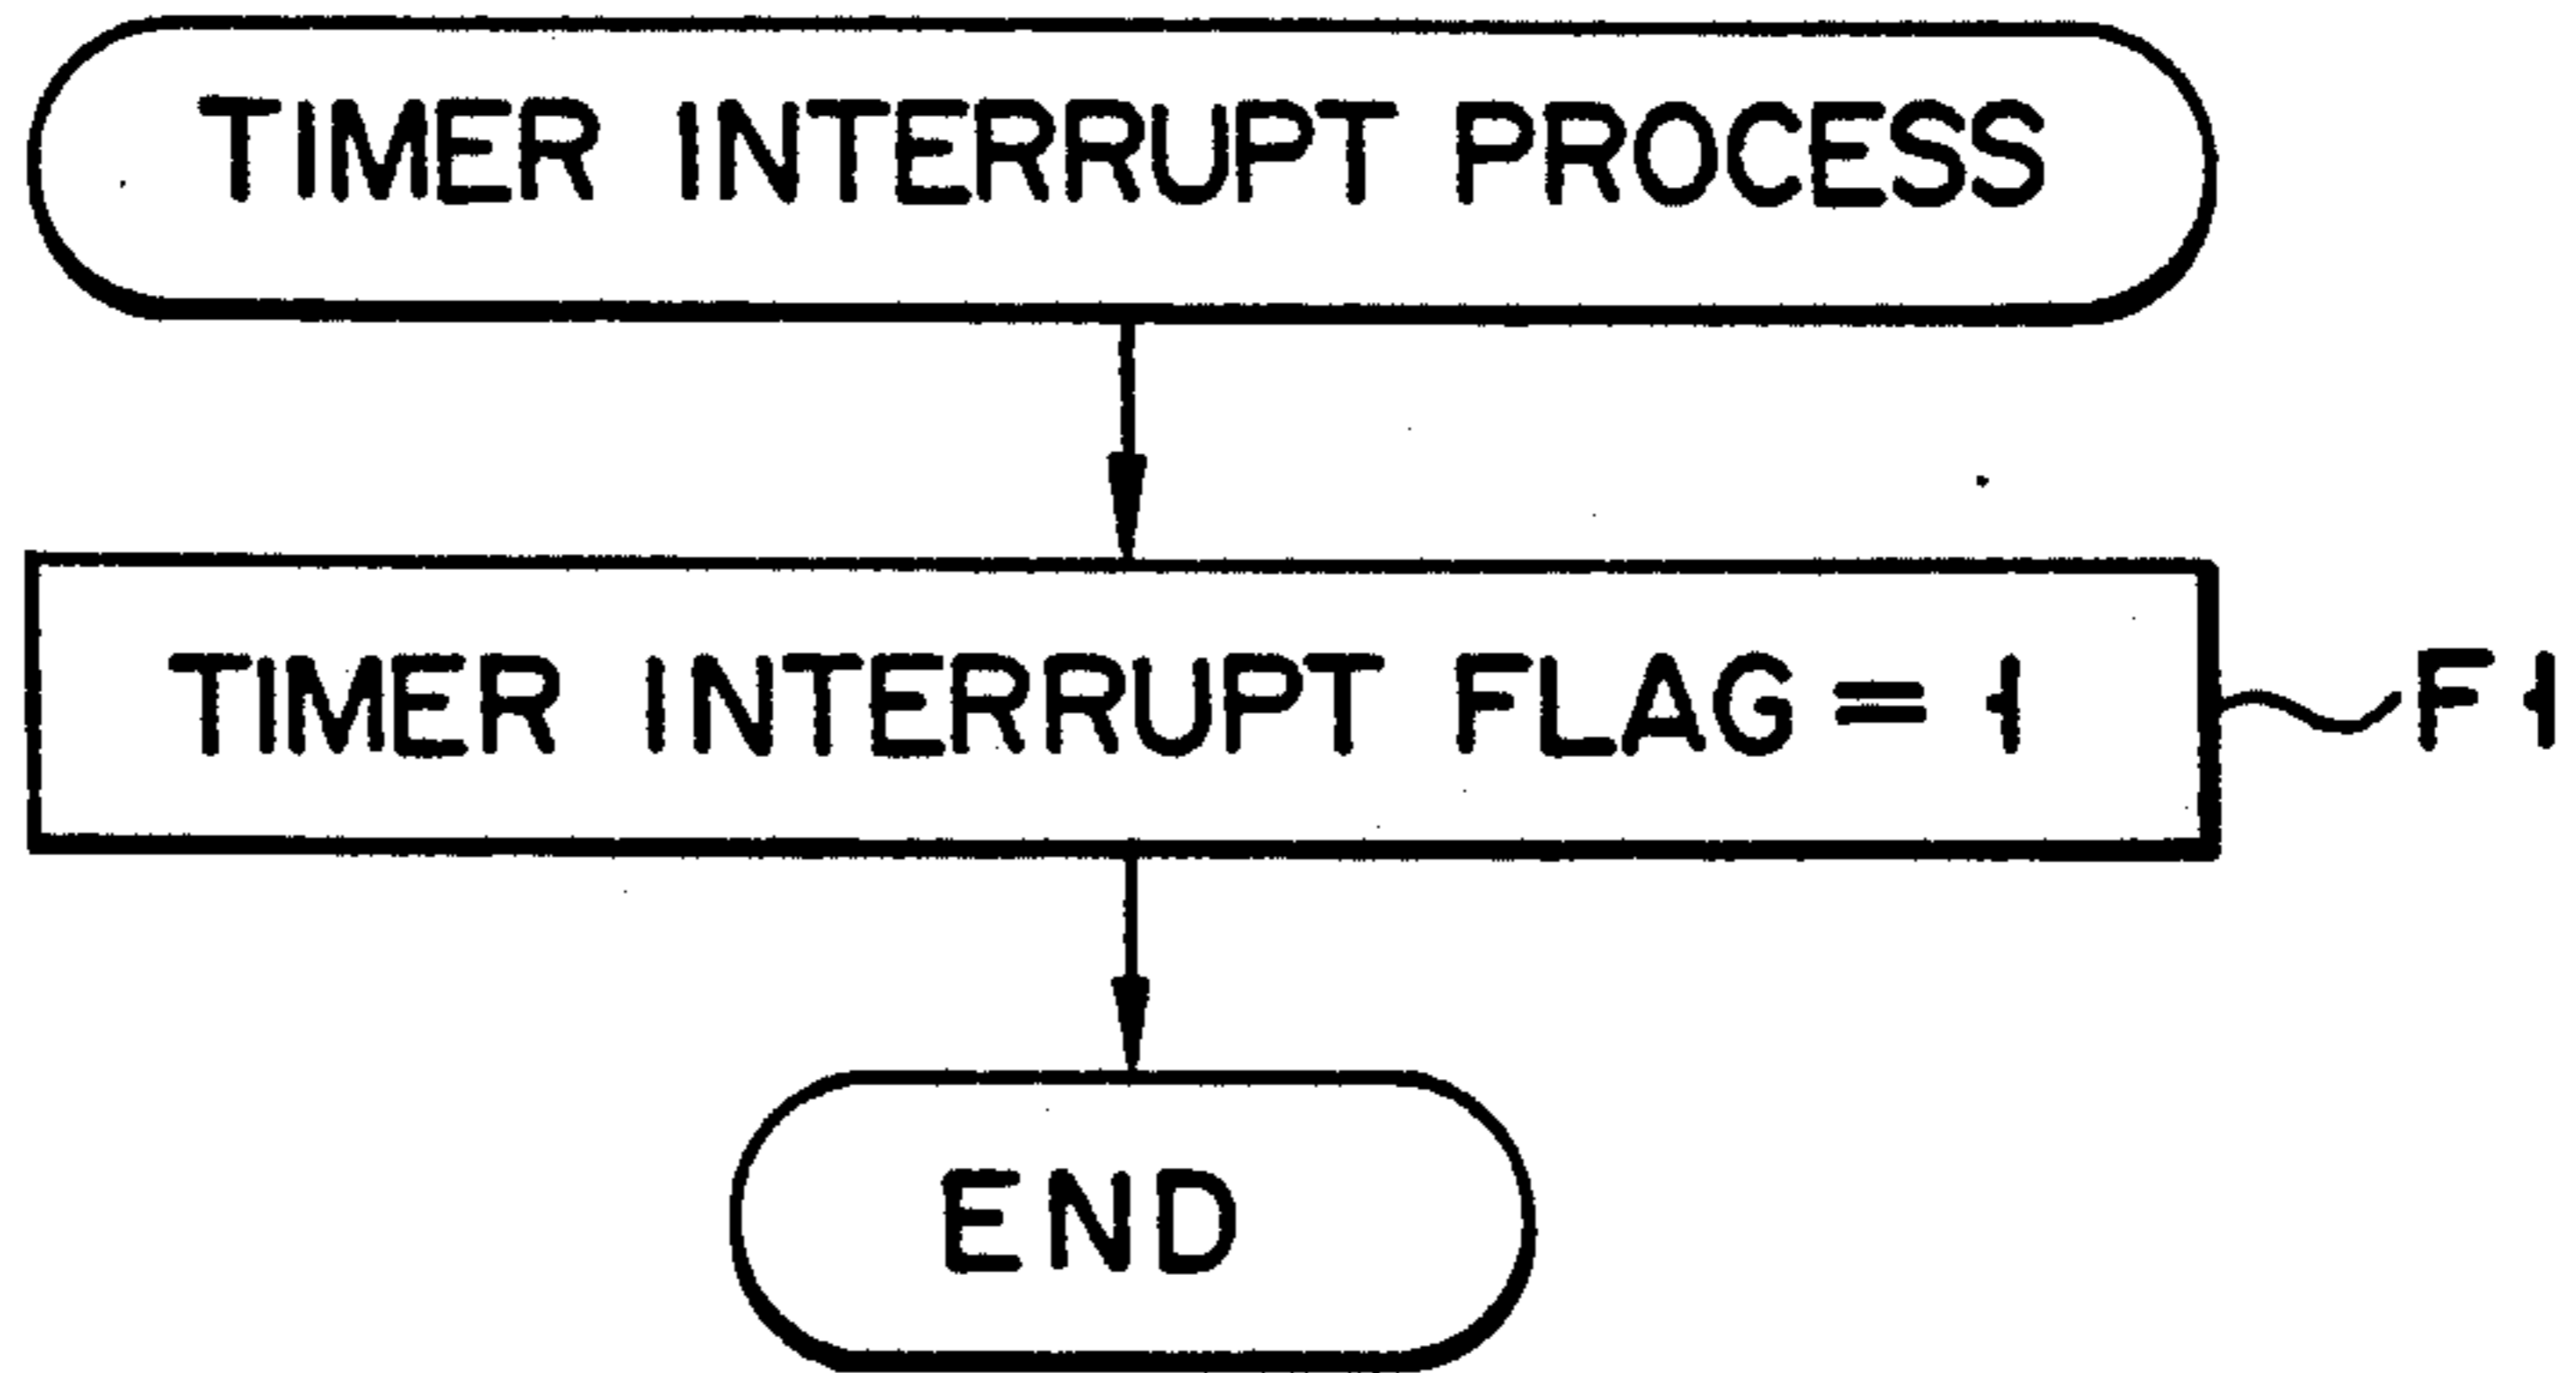 TIMER INTERRUPT PROCESS
TIMER INTERRUPT FLAG = 1
F1
END